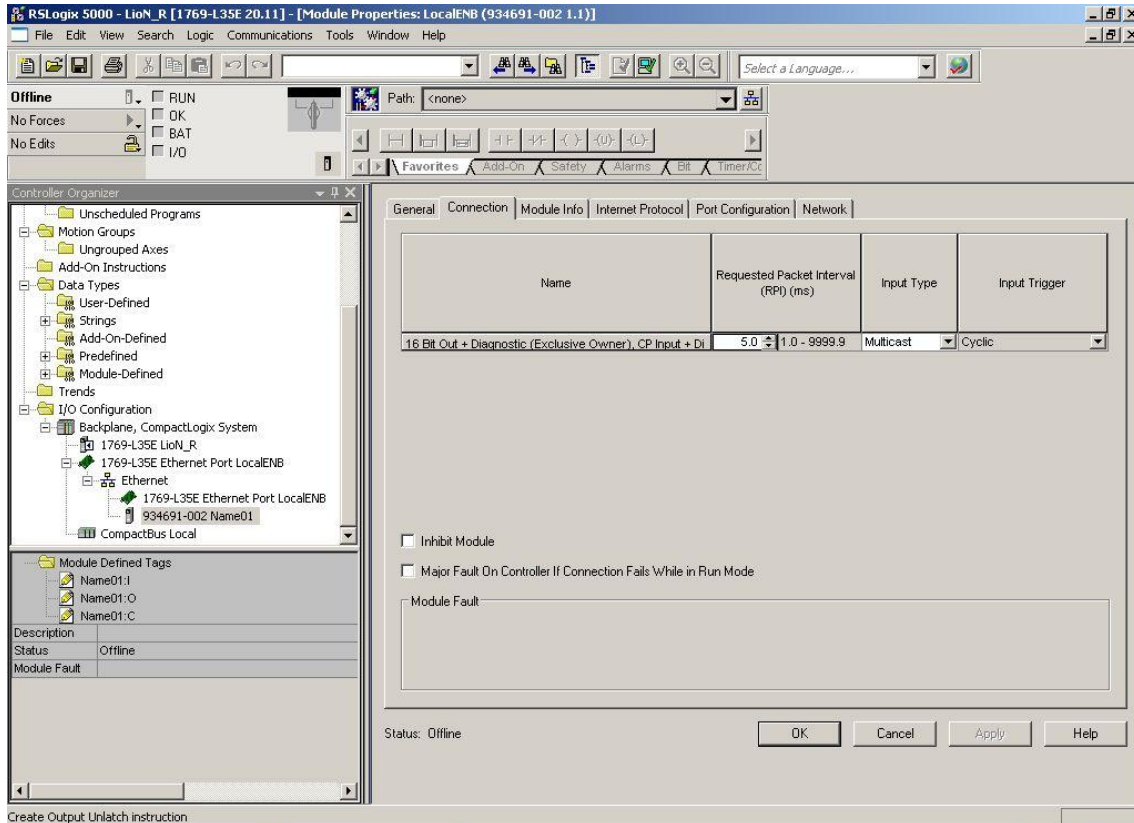 RSLogix 5000 - LioN_R [1769-L35E 20.11] - [Module Properties: LocalENB (934691-002 1.1)]
File Edit View Search Logic Communications Tools Window Help
Select a Language...
Offline
RUN
No Forces
OK
No Edits
BAT
I/O
Path: <none>
Favorites Add-On Safety Alarms Bit Timer/Cc
Controller Organizer
Unscheduled Programs
Motion Groups
Ungrouped Axes
Add-On Instructions
Data Types
User-Defined
Strings
Add-On-Defined
Predefined
Module-Defined
Trends
I/O Configuration
Backplane, CompactLogix System
1769-L35E LioN_R
1769-L35E Ethernet Port LocalENB
Ethernet
1769-L35E Ethernet Port LocalENB
934691-002 Name01
CompactBus Local
Module Defined Tags
Name01:I
Name01:O
Name01:C
Description
Status Offline
Module Fault
General Connection Module Info Internet Protocol Port Configuration Network
Name
Requested Packet Interval
(RPI) (ms)
Input Type
Input Trigger
16 Bit Out + Diagnostic (Exclusive Owner), CP Input + Di 5.0 1.0 - 9999.9 Multicast Cyclic
Inhibit Module
Major Fault On Controller If Connection Fails While in Run Mode
Module Fault
Status: Offline
OK Cancel Apply Help
Create Output Unlatch instruction